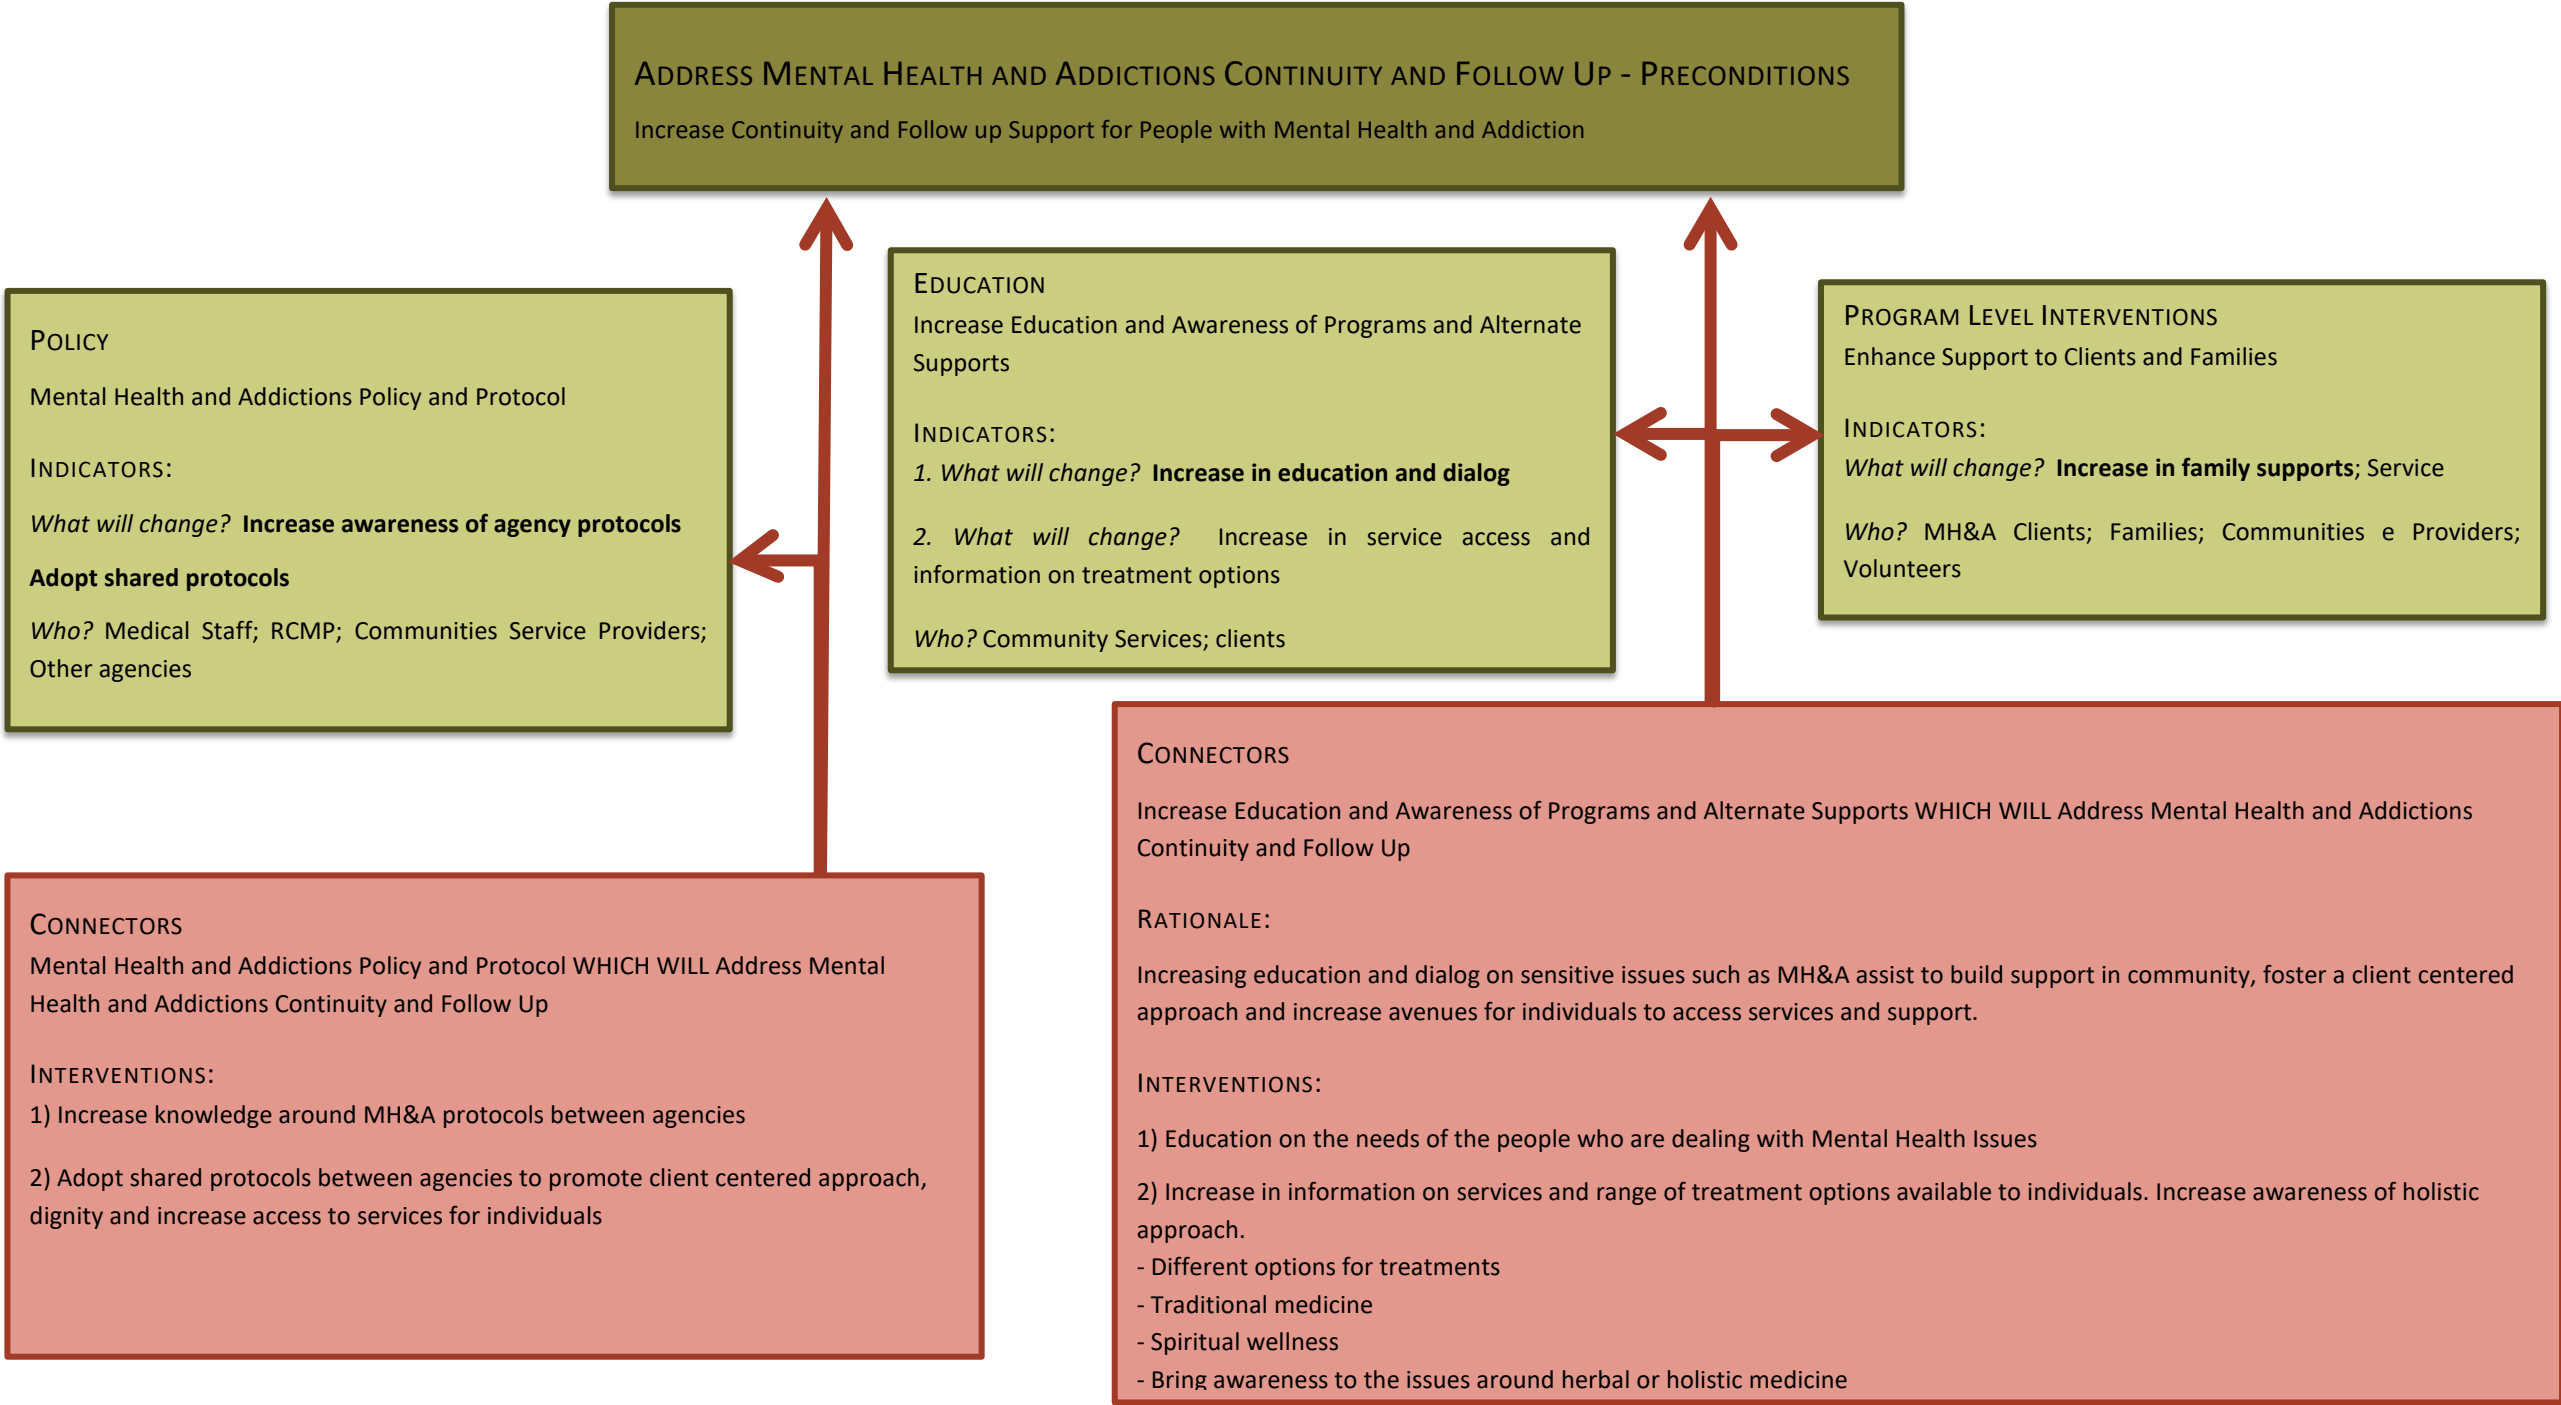 ADDRESS MENTAL HEALTH AND ADDICTIONS CONTINUITY AND FOLLOW UP - PRECONDITIONS
Increase Continuity and Follow up Support for People with Mental Health and Addiction
POLICY
Mental Health and Addictions Policy and Protocol
INDICATORS:
What will change? Increase awareness of agency protocols
Adopt shared protocols
Who? Medical Staff; RCMP; Communities Service Providers;
Other agencies
EDUCATION
Increase Education and Awareness of Programs and Alternate
Supports
INDICATORS:
1. What will change? Increase in education and dialog
2. What will change? Increase in service access and
information on treatment options
Who? Community Services; clients
PROGRAM LEVEL INTERVENTIONS
Enhance Support to Clients and Families
INDICATORS:
What will change? Increase in family supports; Service
Who? MH&A Clients; Families; Communities e Providers;
Volunteers
CONNECTORS
Mental Health and Addictions Policy and Protocol WHICH WILL Address Mental
Health and Addictions Continuity and Follow Up
INTERVENTIONS:
1) Increase knowledge around MH&A protocols between agencies
2) Adopt shared protocols between agencies to promote client centered approach,
dignity and increase access to services for individuals
CONNECTORS
Increase Education and Awareness of Programs and Alternate Supports WHICH WILL Address Mental Health and Addictions
Continuity and Follow Up
RATIONALE:
Increasing education and dialog on sensitive issues such as MH&A assist to build support in community, foster a client centered
approach and increase avenues for individuals to access services and support.
INTERVENTIONS:
1) Education on the needs of the people who are dealing with Mental Health Issues
2) Increase in information on services and range of treatment options available to individuals. Increase awareness of holistic
approach.
- Different options for treatments
- Traditional medicine
- Spiritual wellness
- Bring awareness to the issues around herbal or holistic medicine